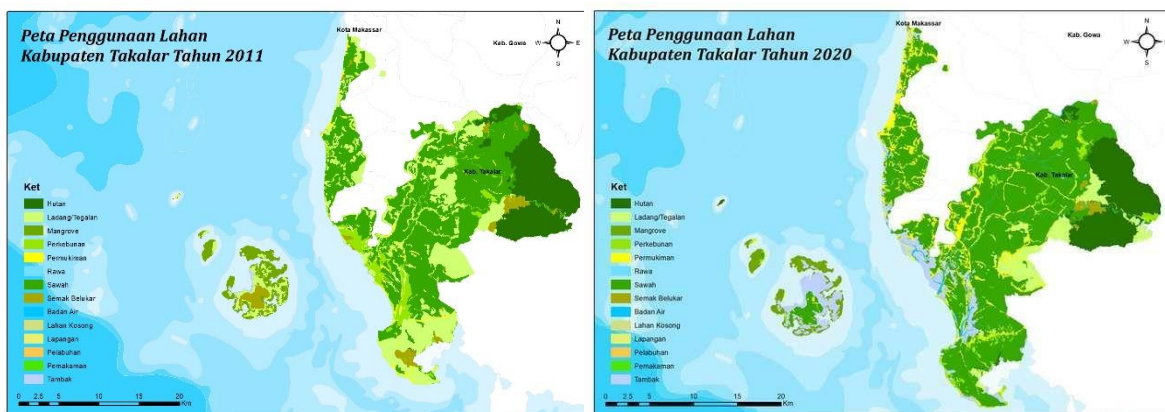 Peta Penggunaan Lahan
Kabupaten Takalar Tahun 2011
Kota Makassar
Kab. Gowa
N
W E
S
Kab. Takalar
Ket
Hutan
Ladang/Tegalan
Mangrove
Perkebunan
Permukiman
Rawa
Sawah
Semak Belukar
Badan Air
Lahan Kosong
Lapangan
Pelabuhan
Pemakaman
Tambak
0 2,5 5 10 15 20
Km
Peta Penggunaan Lahan
Kabupaten Takalar Tahun 2020
Kota Makassar
Kab. Gowa
N
W E
S
Kab. Takalar
Ket
Hutan
Ladang/Tegalan
Mangrove
Perkebunan
Permukiman
Rawa
Sawah
Semak Belukar
Badan Air
Lahan Kosong
Lapangan
Pelabuhan
Pemakaman
Tambak
0 2,5 5 10 15 20
Km